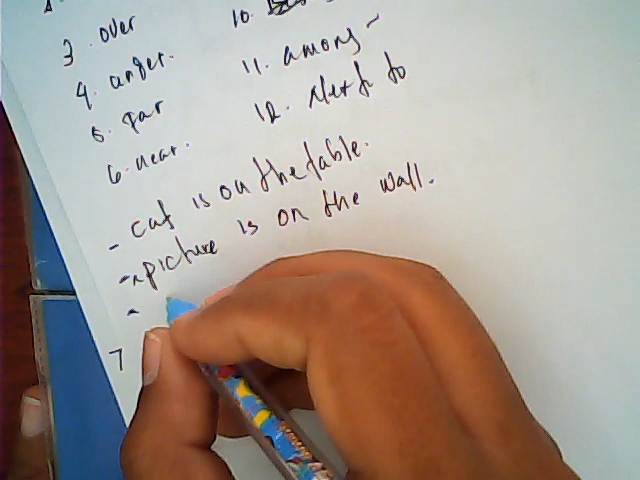 3. over
4. under.
5. far
6. near.
10.
11. among
12. Next to
- cat is on the table.
- picture is on the wall.
-
7